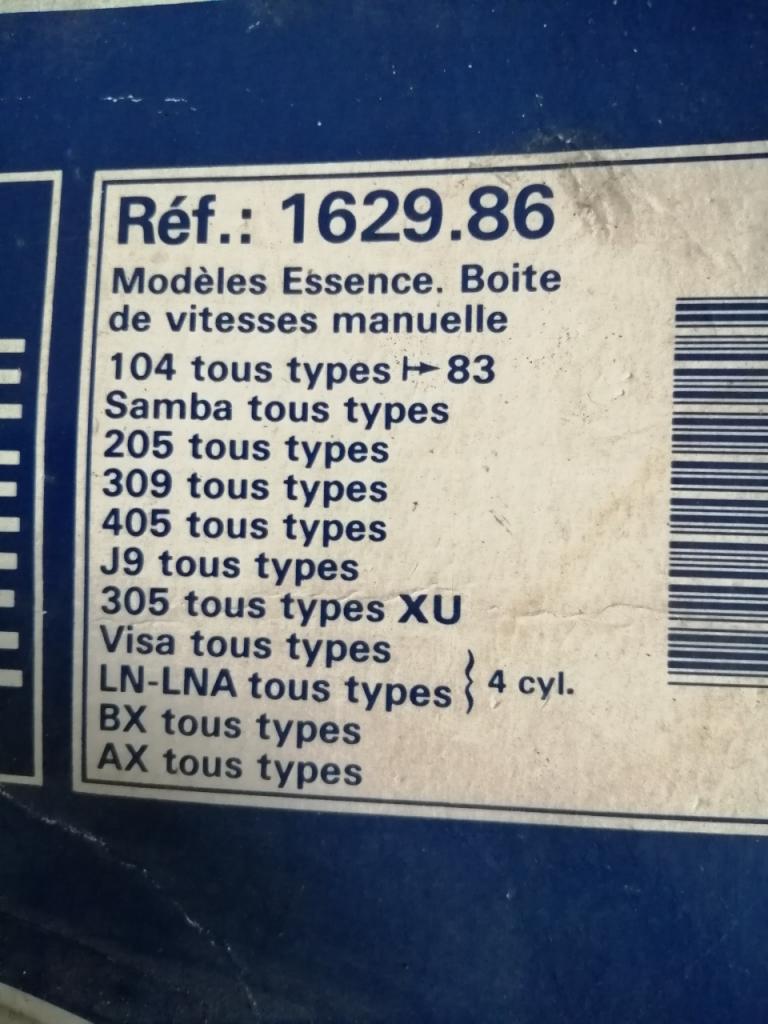 Réf.: 1629.86
Modèles Essence. Boite
de vitesses manuelle
104 tous types ↦ 83
Samba tous types
205 tous types
309 tous types
405 tous types
J9 tous types
305 tous types XU
Visa tous types
LN-LNA tous types } 4 cyl.
BX tous types
AX tous types